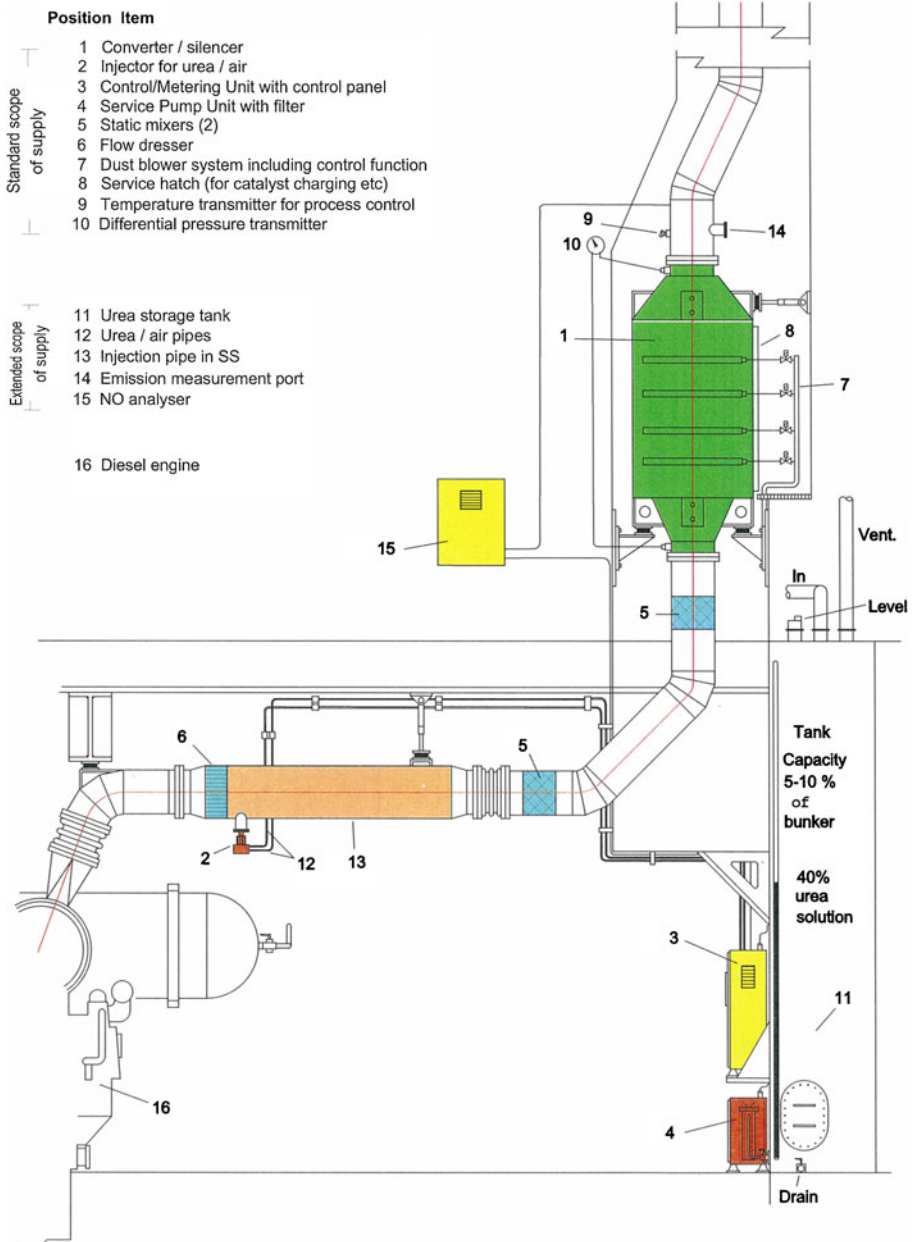 Position Item
Standard scope
of supply
1 Converter / silencer
2 Injector for urea / air
3 Control/Metering Unit with control panel
4 Service Pump Unit with filter
5 Static mixers (2)
6 Flow dresser
7 Dust blower system including control function
8 Service hatch (for catalyst charging etc)
9 Temperature transmitter for process control
10 Differential pressure transmitter
Extended scope
of supply
11 Urea storage tank
12 Urea / air pipes
13 Injection pipe in SS
14 Emission measurement port
15 NO analyser
16 Diesel engine
9
14
10
1
8
7
15
Vent.
In
Level
5
6
5
Tank
Capacity
5-10 %
of
bunker
2
12
13
40%
urea
solution
3
11
16
4
Drain